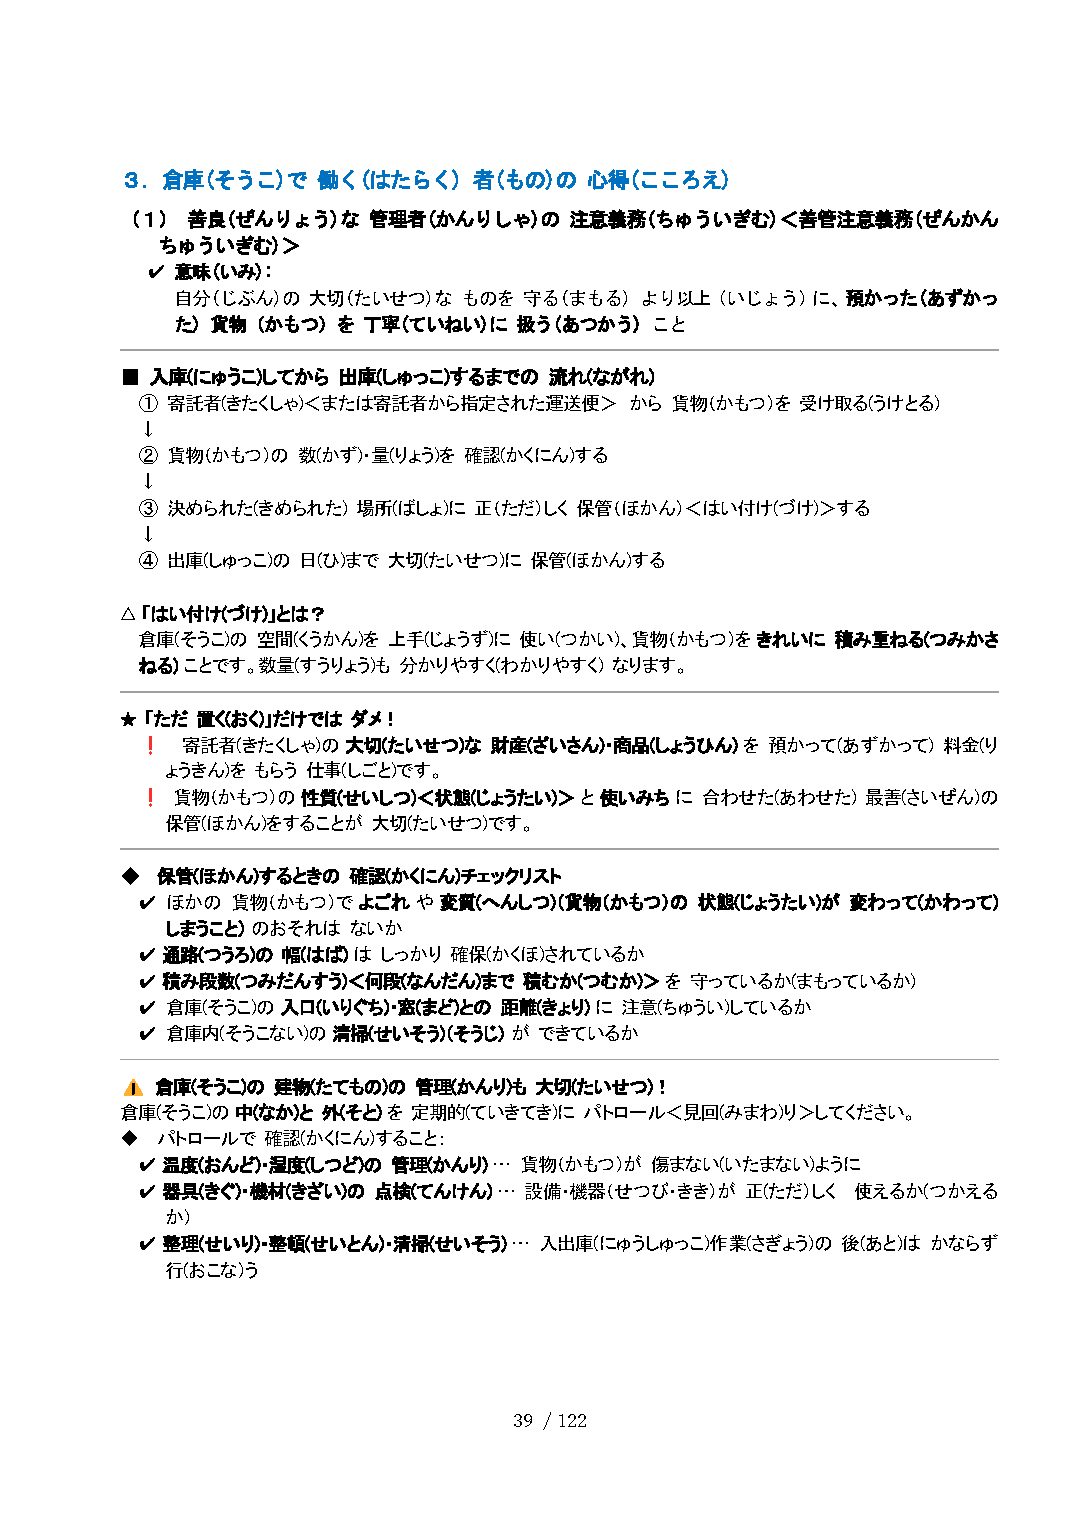 ３．倉庫（そうこ）で 働く（はたらく） 者（もの）の 心得（こころえ）
（１） 善良（ぜんりょう）な 管理者（かんりしゃ）の 注意義務（ちゅういぎむ）＜善管注意義務（ぜんかん
ちゅういぎむ）＞
✔ 意味（いみ）：
自分（じぶん）の 大切（たいせつ）な ものを 守る（まもる） より以上（いじょう）に、預かった（あずかっ
た） 貨物（かもつ） を 丁寧（ていねい）に 扱う（あつかう） こと
■ 入庫(にゅうこ)してから 出庫(しゅっこ)するまでの 流れ(ながれ)
① 寄託者(きたくしゃ)＜または寄託者から指定された運送便＞ から 貨物（かもつ）を 受け取る(うけとる)
↓
② 貨物（かもつ）の 数(かず)・量(りょう)を 確認(かくにん)する
↓
③ 決められた(きめられた) 場所(ばしょ)に 正（ただ）しく 保管（ほかん）＜はい付け(づけ)＞する
↓
④ 出庫(しゅっこ)の 日(ひ)まで 大切(たいせつ)に 保管(ほかん)する
△「はい付け(づけ)」とは？
倉庫(そうこ)の 空間(くうかん)を 上手(じょうず)に 使い(つかい)、貨物（かもつ）を きれいに 積み重ねる(つみかさ
ねる) ことです。数量(すうりょう)も 分かりやすく(わかりやすく) なります。
★「ただ 置く(おく)」だけでは ダメ！
❗ 寄託者(きたくしゃ)の 大切(たいせつ)な 財産(ざいさん)・商品(しょうひん) を 預かって(あずかって) 料金(り
ょうきん)を もらう 仕事(しごと)です。
❗ 貨物（かもつ）の 性質(せいしつ)＜状態(じょうたい)＞ と 使いみち に 合わせた(あわせた) 最善(さいぜん)の
保管(ほかん)をすることが 大切(たいせつ)です。
◆ 保管(ほかん)するときの 確認(かくにん)チェックリスト
✔ ほかの 貨物（かもつ）で よごれ や 変質(へんしつ)（貨物（かもつ）の 状態(じょうたい)が 変わって(かわって)
しまうこと） のおそれは ないか
✔ 通路(つうろ)の 幅(はば) は しっかり 確保(かくほ)されているか
✔ 積み段数(つみだんすう)＜何段(なんだん)まで 積むか(つむか)＞ を 守っているか(まもっているか)
✔ 倉庫(そうこ)の 入口(いりぐち)・窓(まど)との 距離(きょり) に 注意(ちゅうい)しているか
✔ 倉庫内(そうこない)の 清掃(せいそう)（そうじ） が できているか
⚠ 倉庫(そうこ)の 建物(たてもの)の 管理(かんり)も 大切(たいせつ)！
倉庫(そうこ)の 中(なか)と 外(そと) を 定期的(ていきてき)に パトロール＜見回(みまわ)り＞してください。
◆ パトロールで 確認(かくにん)すること：
✔ 温度(おんど)・湿度(しつど)の 管理(かんり) … 貨物（かもつ）が 傷まない(いたまない)ように
✔ 器具(きぐ)・機材(きざい)の 点検(てんけん) … 設備・機器（せつび・きき）が 正(ただ)しく 使えるか(つかえる
か)
✔ 整理(せいり)・整頓(せいとん)・清掃(せいそう) … 入出庫(にゅうしゅっこ)作業(さぎょう)の 後(あと)は かならず
行(おこな)う
39 / 122